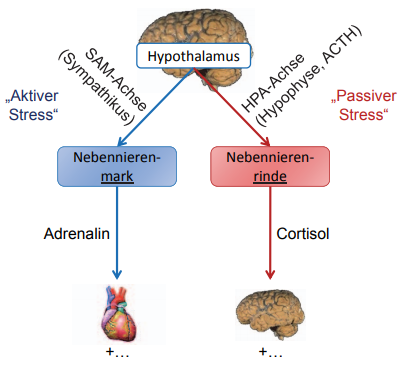 Hypothalamus
SAM-Achse
(Sympathikus)
HPA-Achse
(Hypophyse, ACTH)
„Aktiver
Stress“
„Passiver
Stress“
Nebennieren-
mark
Nebennieren-
rinde
Adrenalin
Cortisol
+…
+…